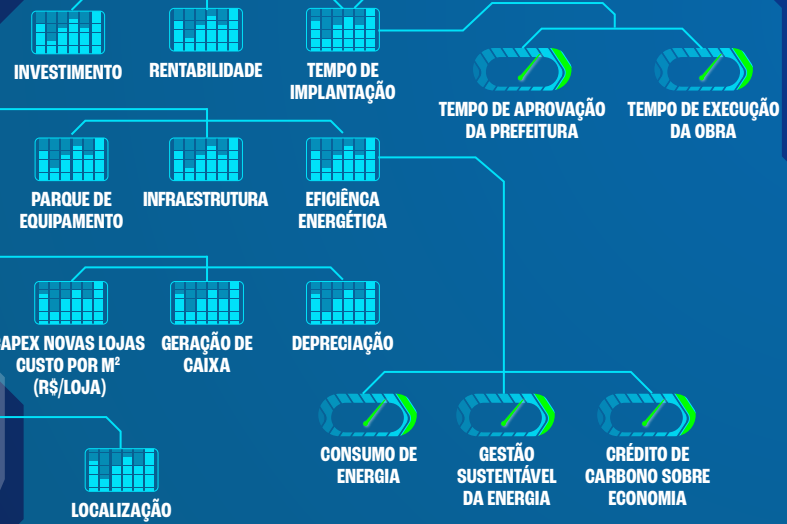 INVESTIMENTO
RENTABILIDADE
TEMPO DE
IMPLANTAÇÃO
TEMPO DE APROVAÇÃO
DA PREFEITURA
TEMPO DE EXECUÇÃO
DA OBRA
PARQUE DE
EQUIPAMENTO
INFRAESTRUTURA
EFICIÊNCA
ENERGÉTICA
CAPEX NOVAS LOJAS
CUSTO POR M²
(R$/LOJA)
GERAÇÃO DE
CAIXA
DEPRECIAÇÃO
CONSUMO DE
ENERGIA
GESTÃO
SUSTENTÁVEL
DA ENERGIA
CRÉDITO DE
CARBONO SOBRE
ECONOMIA
LOCALIZAÇÃO